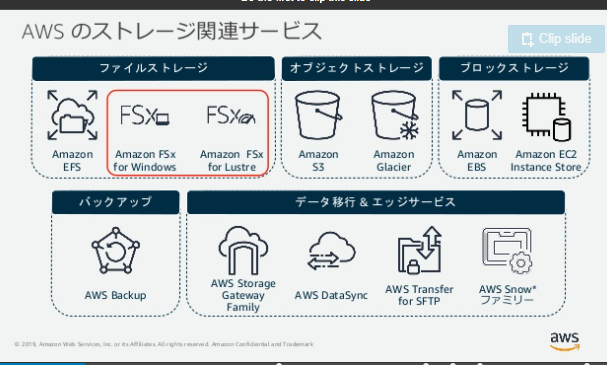 AWS のストレージ関連サービス
Clip slide
ファイルストレージ
オブジェクトストレージ
ブロックストレージ
FSx
FSx
Amazon
EFS
Amazon FSx
for Windows
Amazon FSx
for Lustre
Amazon
S3
Amazon
Glacier
Amazon
EBS
Amazon EC2
Instance Store
バックアップ
データ移行 & エッジサービス
AWS Backup
AWS Storage
Gateway
Family
AWS DataSync
AWS Transfer
for SFTP
AWS Snow*
ファミリー
© 2019, Amazon Web Services, Inc. or its Affiliates. All rights reserved. Amazon Confidential and Trademark
aws